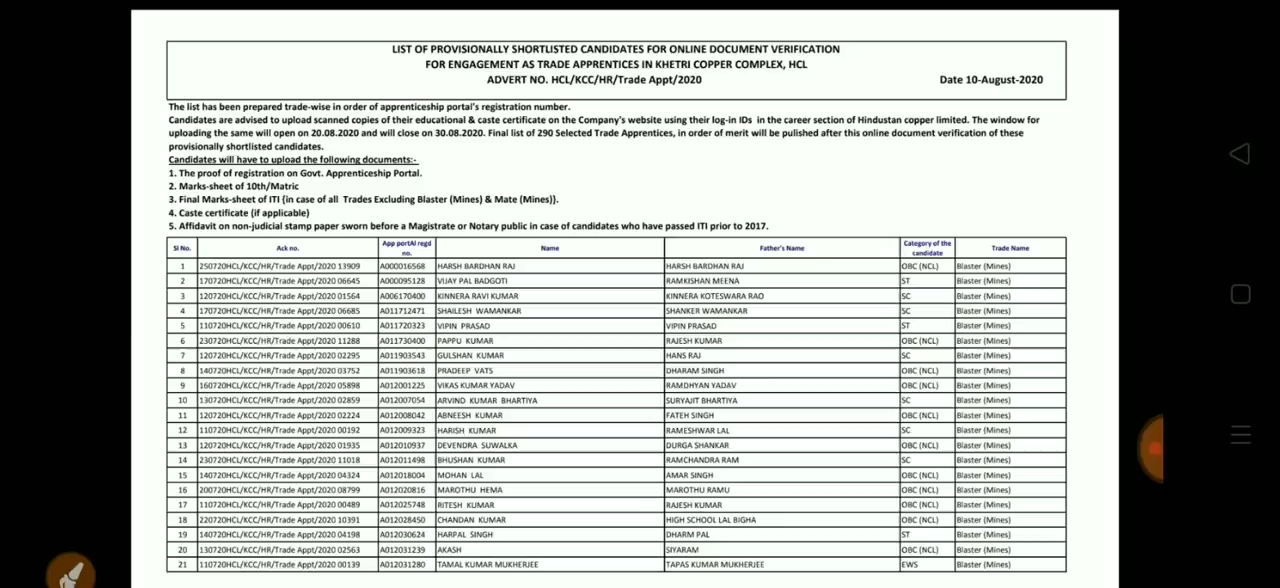 LIST OF PROVISIONALLY SHORTLISTED CANDIDATES FOR ONLINE DOCUMENT VERIFICATION
FOR ENGAGEMENT AS TRADE APPRENTICES IN KHETRI COPPER COMPLEX, HCL
ADVERT NO. HCL/KCC/HR/Trade Appt/2020 Date 10-August-2020
The list has been prepared trade-wise in order of apprenticeship portal's registration number.
Candidates are advised to upload scanned copies of their educational & caste certificate on the Company's website using their log-in IDs in the career section of Hindustan copper limited. The window for
uploading the same will open on 20.08.2020 and will close on 30.08.2020. Final list of 290 Selected Trade Apprentices, in order of merit will be pulished after this online document verification of these
provisionally shortlisted candidates.
Candidates will have to upload the following documents:-
1. The proof of registration on Govt. Apprenticeship Portal.
2. Marks-sheet of 10th/Matric
3. Final Marks-sheet of ITI {in case of all Trades Excluding Blaster (Mines) & Mate (Mines)}.
4. Caste certificate (if applicable)
5. Affidavit on non-judicial stamp paper sworn before a Magistrate or Notary public in case of candidates who have passed ITI prior to 2017.
Sl No. Ack no. App portAl regd no. Name Father's Name Category of the candidate Trade Name
1 250720HCL/KCC/HR/Trade Appt/2020 13909 A000016568 HARSH BARDHAN RAJ HARSH BARDHAN RAJ OBC (NCL) Blaster (Mines)
2 170720HCL/KCC/HR/Trade Appt/2020 06645 A000095128 VIJAY PAL BADGOTI RAMKISHAN MEENA ST Blaster (Mines)
3 120720HCL/KCC/HR/Trade Appt/2020 01564 A006170400 KINNERA RAVI KUMAR KINNERA KOTESWARA RAO SC Blaster (Mines)
4 170720HCL/KCC/HR/Trade Appt/2020 06685 A011712471 SHAILESH WAMANKAR SHANKER WAMANKAR SC Blaster (Mines)
5 110720HCL/KCC/HR/Trade Appt/2020 00610 A011720323 VIPIN PRASAD VIPIN PRASAD ST Blaster (Mines)
6 230720HCL/KCC/HR/Trade Appt/2020 11288 A011730400 PAPPU KUMAR RAJESH KUMAR OBC (NCL) Blaster (Mines)
7 120720HCL/KCC/HR/Trade Appt/2020 02295 A011903543 GULSHAN KUMAR HANS RAJ SC Blaster (Mines)
8 140720HCL/KCC/HR/Trade Appt/2020 03752 A011903618 PRADEEP VATS DHARAM SINGH OBC (NCL) Blaster (Mines)
9 160720HCL/KCC/HR/Trade Appt/2020 05898 A012001225 VIKAS KUMAR YADAV RAMDHYAN YADAV OBC (NCL) Blaster (Mines)
10 130720HCL/KCC/HR/Trade Appt/2020 02859 A012007054 ARVIND KUMAR BHARTIYA SURYAJIT BHARTIYA SC Blaster (Mines)
11 120720HCL/KCC/HR/Trade Appt/2020 02224 A012008042 ABNEESH KUMAR FATEH SINGH OBC (NCL) Blaster (Mines)
12 110720HCL/KCC/HR/Trade Appt/2020 00192 A012009323 HARISH KUMAR RAMESHWAR LAL SC Blaster (Mines)
13 120720HCL/KCC/HR/Trade Appt/2020 01935 A012010937 DEVENDRA SUWALKA DURGA SHANKAR OBC (NCL) Blaster (Mines)
14 230720HCL/KCC/HR/Trade Appt/2020 11018 A012011498 BHUSHAN KUMAR RAMCHANDRA RAM SC Blaster (Mines)
15 140720HCL/KCC/HR/Trade Appt/2020 04324 A012018004 MOHAN LAL AMAR SINGH OBC (NCL) Blaster (Mines)
16 200720HCL/KCC/HR/Trade Appt/2020 08799 A012020816 MAROTHU HEMA MAROTHU RAMU OBC (NCL) Blaster (Mines)
17 110720HCL/KCC/HR/Trade Appt/2020 00489 A012025748 RITESH KUMAR RAJESH KUMAR OBC (NCL) Blaster (Mines)
18 220720HCL/KCC/HR/Trade Appt/2020 10391 A012028450 CHANDAN KUMAR HIGH SCHOOL LAL BIGHA OBC (NCL) Blaster (Mines)
19 140720HCL/KCC/HR/Trade Appt/2020 04198 A012030624 HARPAL SINGH DHARM PAL ST Blaster (Mines)
20 130720HCL/KCC/HR/Trade Appt/2020 02563 A012031239 AKASH SIYARAM OBC (NCL) Blaster (Mines)
21 110720HCL/KCC/HR/Trade Appt/2020 00139 A012031280 TAMAL KUMAR MUKHERJEE TAPAS KUMAR MUKHERJEE EWS Blaster (Mines)